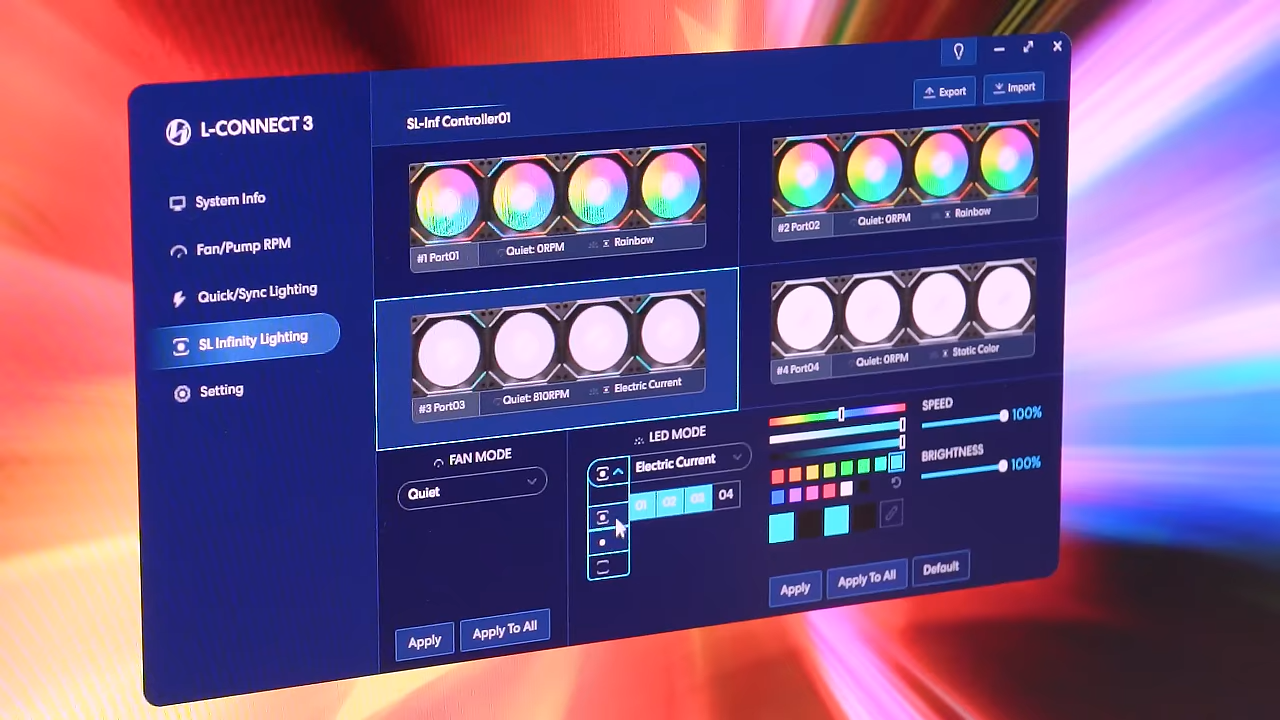 L-CONNECT 3
System Info
Fan/Pump RPM
Quick/Sync Lighting
SL Infinity Lighting
Setting
Export
Import
SL-Inf Controller01
#1 Port01
Quiet: 0RPM
Rainbow
#2 Port02
Quiet: 0RPM
Rainbow
#3 Port03
Quiet: 810RPM
Electric Current
#4 Port04
Quiet: 0RPM
Static Color
FAN MODE
Quiet
Apply
Apply To All
LED MODE
Electric Current
01 02 03 04
SPEED
100%
BRIGHTNESS
100%
Apply
Apply To All
Default